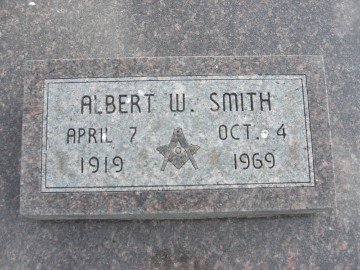 ALBERT W. SMITH
APRIL 7 OCT. 4
1919 1969